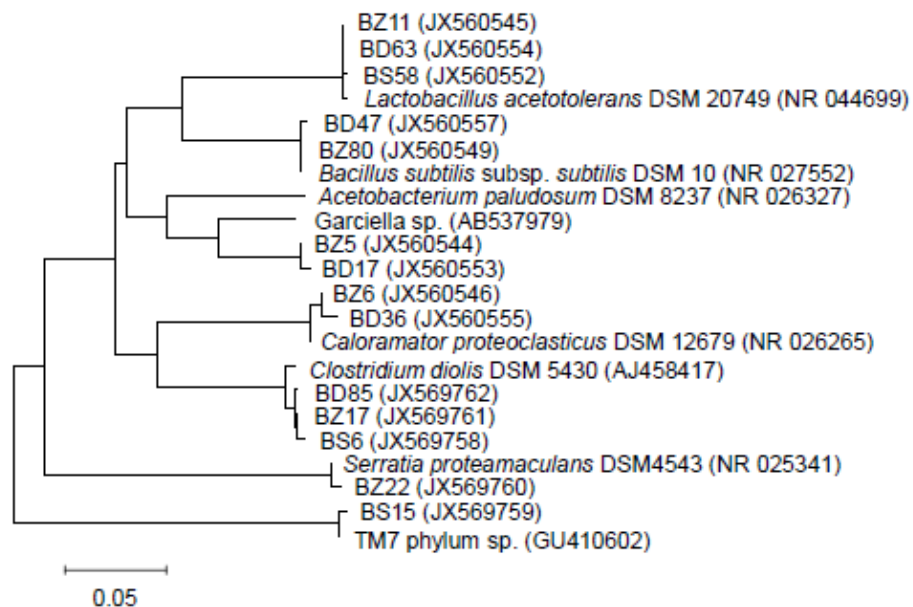 BZ11 (JX560545)
BD63 (JX560554)
BS58 (JX560552)
Lactobacillus acetotolerans DSM 20749 (NR 044699)
BD47 (JX560557)
BZ80 (JX560549)
Bacillus subtilis subsp. subtilis DSM 10 (NR 027552)
Acetobacterium paludosum DSM 8237 (NR 026327)
Garciella sp. (AB537979)
BZ5 (JX560544)
BD17 (JX560553)
BZ6 (JX560546)
BD36 (JX560555)
Caloramator proteoclasticus DSM 12679 (NR 026265)
Clostridium diolis DSM 5430 (AJ458417)
BD85 (JX569762)
BZ17 (JX569761)
BS6 (JX569758)
Serratia proteamaculans DSM4543 (NR 025341)
BZ22 (JX569760)
BS15 (JX569759)
TM7 phylum sp. (GU410602)
0.05